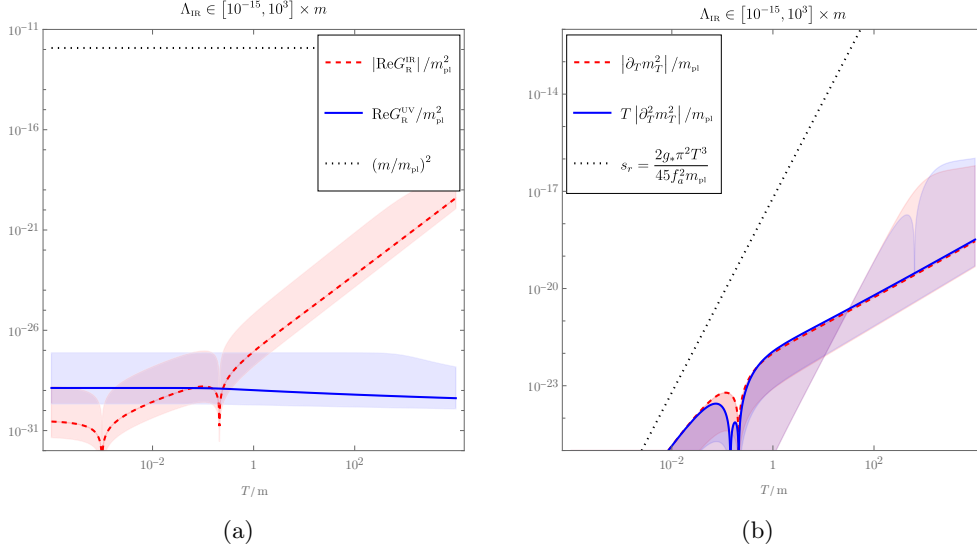 Λ_IR ∈ [10^−15, 10^3] × m
10^−11
10^−16
10^−21
10^−26
10^−31
|ReG_R^IR| /m_pl^2
ReG_R^UV/m_pl^2
(m/m_pl)^2
10^−2
1
10^2
T/m
(a)
Λ_IR ∈ [10^−15, 10^3] × m
10^−14
10^−17
10^−20
10^−23
|∂_T m_T^2| /m_pl
T |∂_T^2 m_T^2| /m_pl
s_r = 2g_*π^2T^3 / 45f_a^2 m_pl
10^−2
1
10^2
T/m
(b)